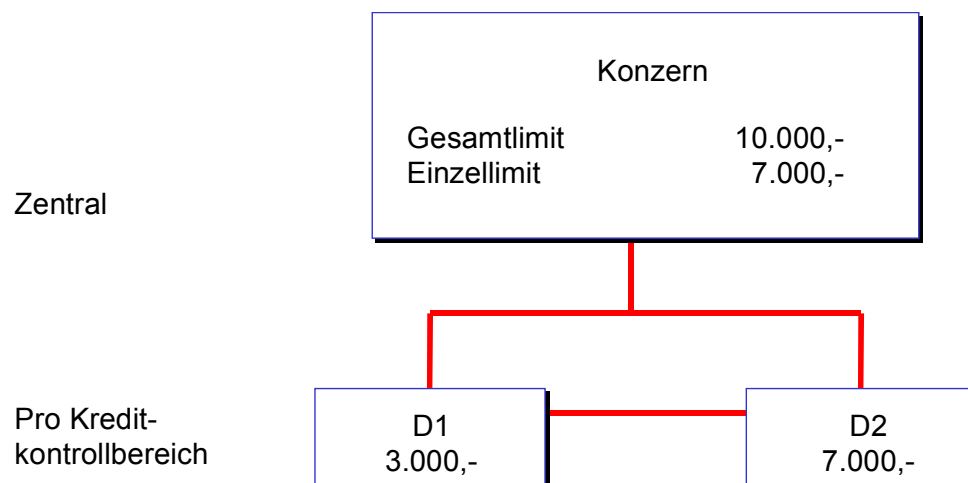 Konzern
Gesamtlimit 10.000,-
Einzellimit 7.000,-
Zentral
Pro Kredit-
kontrollbereich
D1
3.000,-
D2
7.000,-